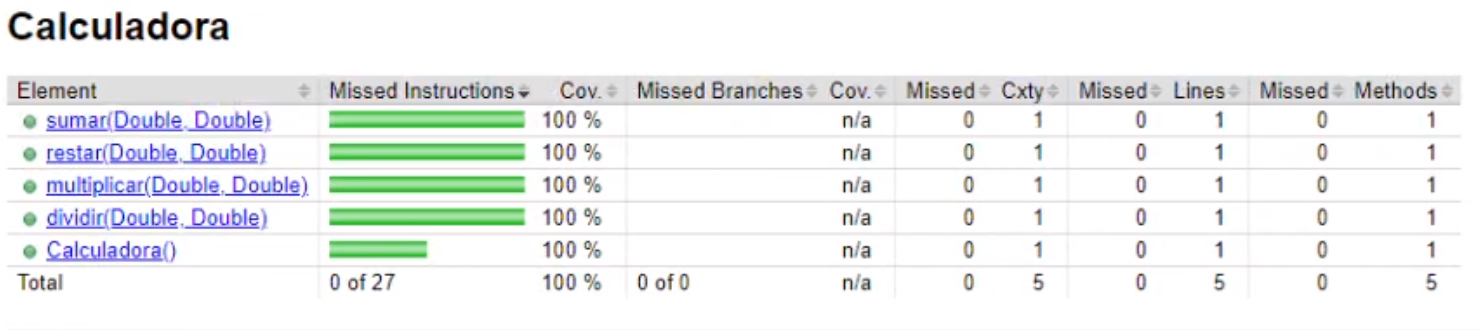 Calculadora
Element Missed Instructions Cov. Missed Branches Cov. Missed Cxty Missed Lines Missed Methods
sumar(Double, Double) 100 % n/a 0 1 0 1 0 1
restar(Double, Double) 100 % n/a 0 1 0 1 0 1
multiplicar(Double, Double) 100 % n/a 0 1 0 1 0 1
dividir(Double, Double) 100 % n/a 0 1 0 1 0 1
Calculadora() 100 % n/a 0 1 0 1 0 1
Total 0 of 27 100 % 0 of 0 n/a 0 5 0 5 0 5